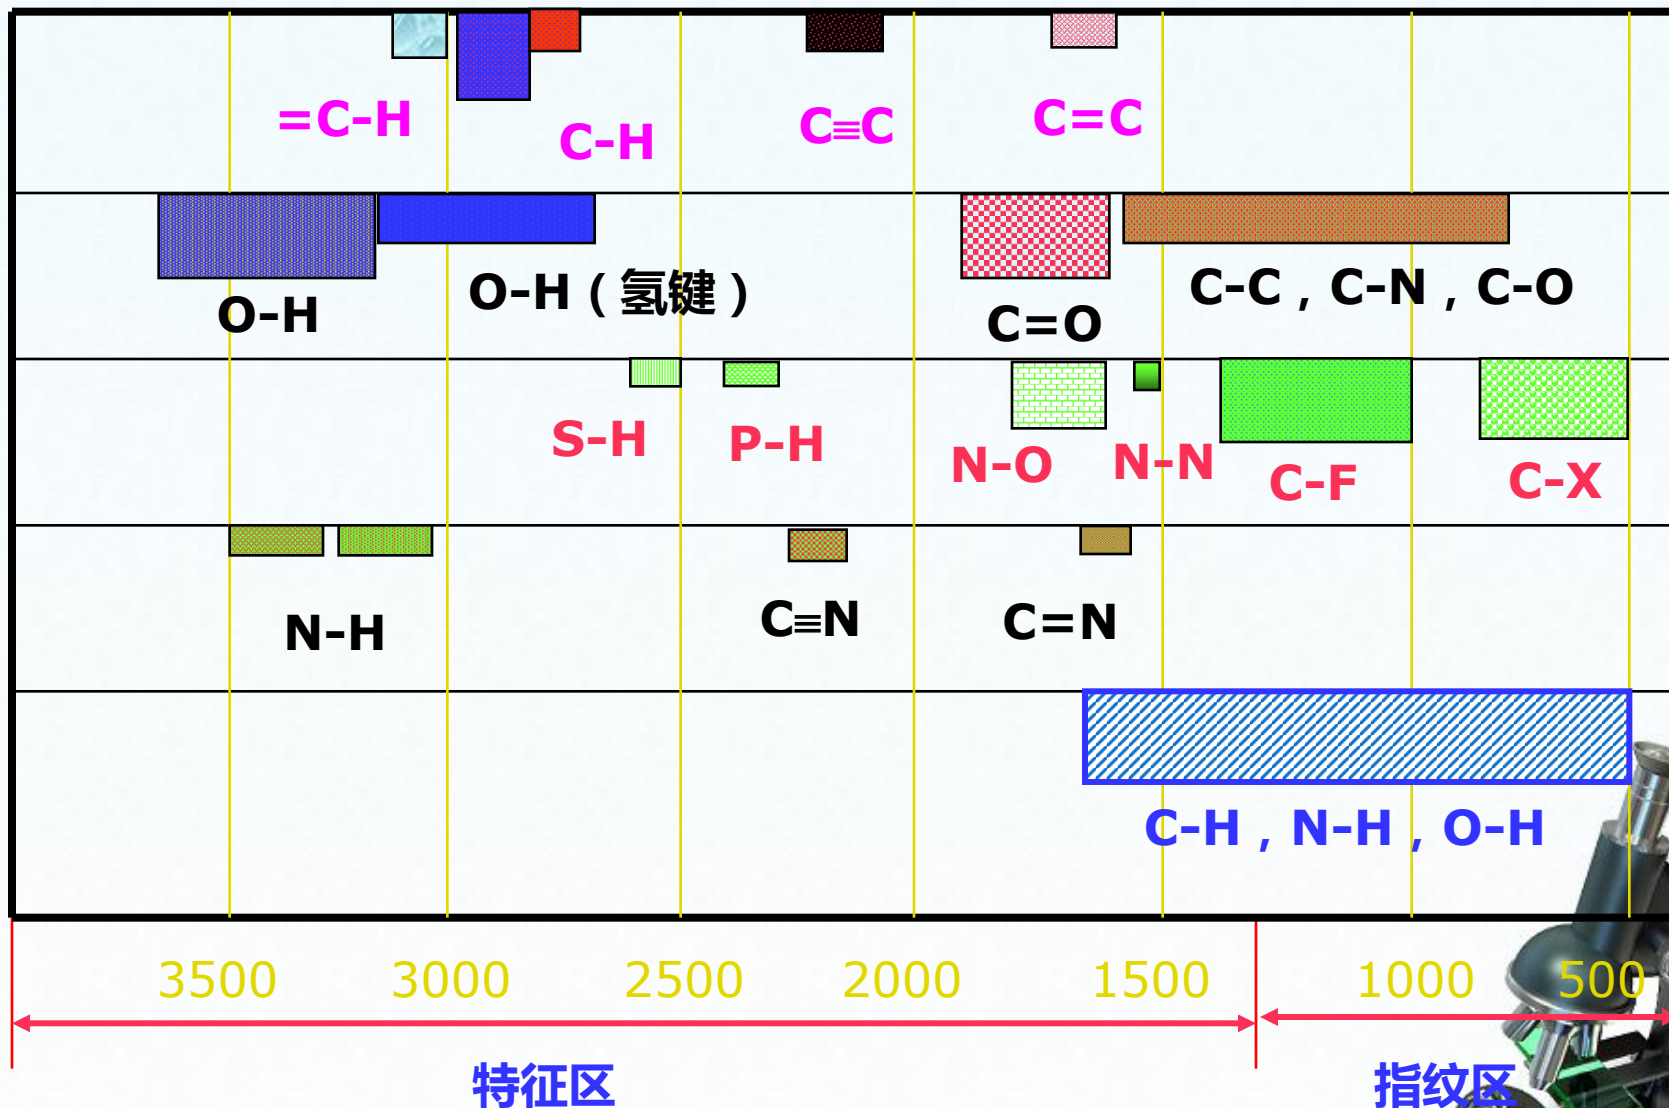 =C–H
C–H
C≡C
C=C
O–H
O–H（氢键）
C=O
C–C，C–N，C–O
S–H
P–H
N–O
N–N
C–F
C–X
N–H
C≡N
C=N
C–H，N–H，O–H
3500 3000 2500 2000 1500 1000 500
特征区
指纹区